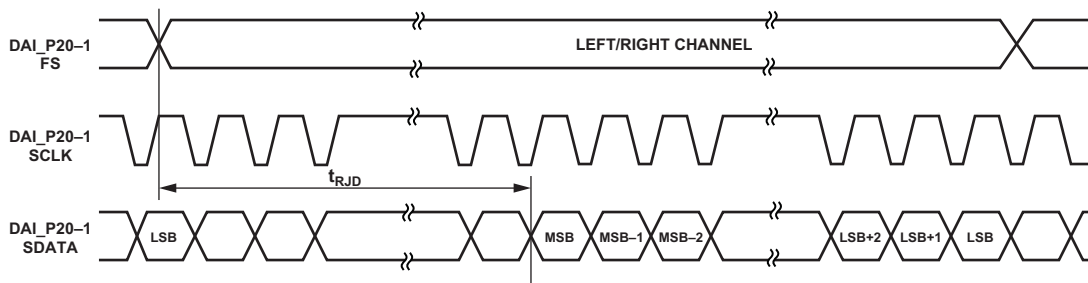 DAI_P20–1
FS
LEFT/RIGHT CHANNEL
DAI_P20–1
SCLK
tRJD
DAI_P20–1
SDATA
LSB
MSB
MSB–1
MSB–2
LSB+2
LSB+1
LSB